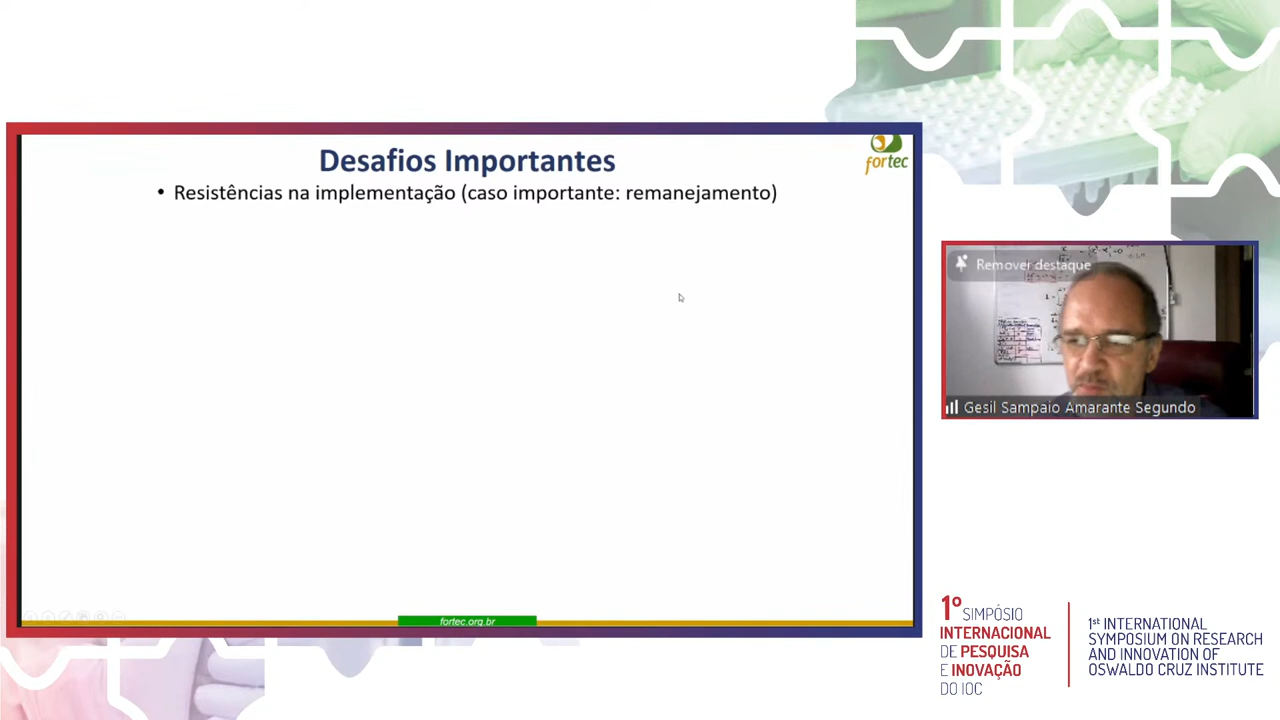 Desafios Importantes
fortec
• Resistências na implementação (caso importante: remanejamento)
fortec.org.br
Remover destaque
Gesil Sampaio Amarante Segundo
1º SIMPÓSIO
INTERNACIONAL
DE PESQUISA
E INOVAÇÃO
DO IOC
1st INTERNATIONAL
SYMPOSIUM ON RESEARCH
AND INNOVATION OF
OSWALDO CRUZ INSTITUTE